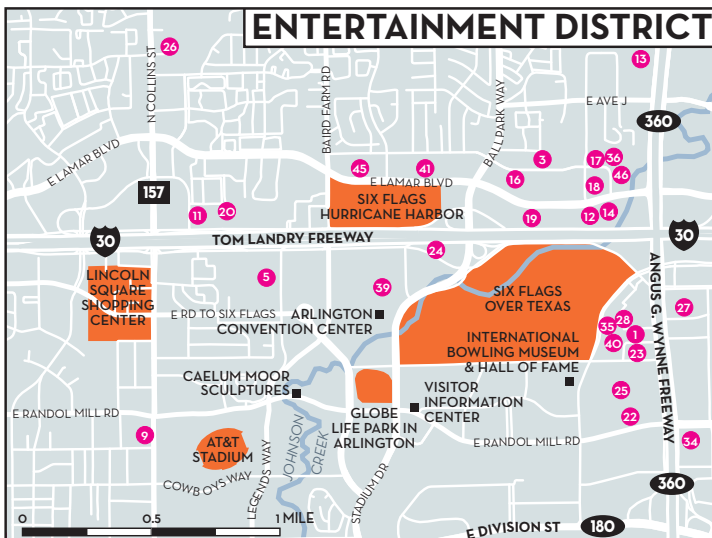 ENTERTAINMENT DISTRICT
26
N COLLINS ST
BAIRD FARM RD
BALLPARK WAY
13
E AVE J
360
E LAMAR BLVD
45
41
E LAMAR BLVD
3
17
36
16
46
18
157
SIX FLAGS
HURRICANE HARBOR
11
20
19
12
14
30
TOM LANDRY FREEWAY
30
24
LINCOLN
SQUARE
SHOPPING
CENTER
5
39
SIX FLAGS
OVER TEXAS
ANGUS G. WYNNE FREEWAY
27
E RD TO SIX FLAGS
ARLINGTON
CONVENTION CENTER
28
35
1
40
23
INTERNATIONAL
BOWLING MUSEUM
& HALL OF FAME
CAELUM MOOR
SCULPTURES
VISITOR
INFORMATION
CENTER
25
22
E RANDOL MILL RD
GLOBE
LIFE PARK IN
ARLINGTON
9
AT&T
STADIUM
E RANDOL MILL RD
34
JOHNSON
CREEK
COWBOYS WAY
LEGENDS WAY
STADIUM DR
360
0
0.5
1 MILE
E DIVISION ST
180